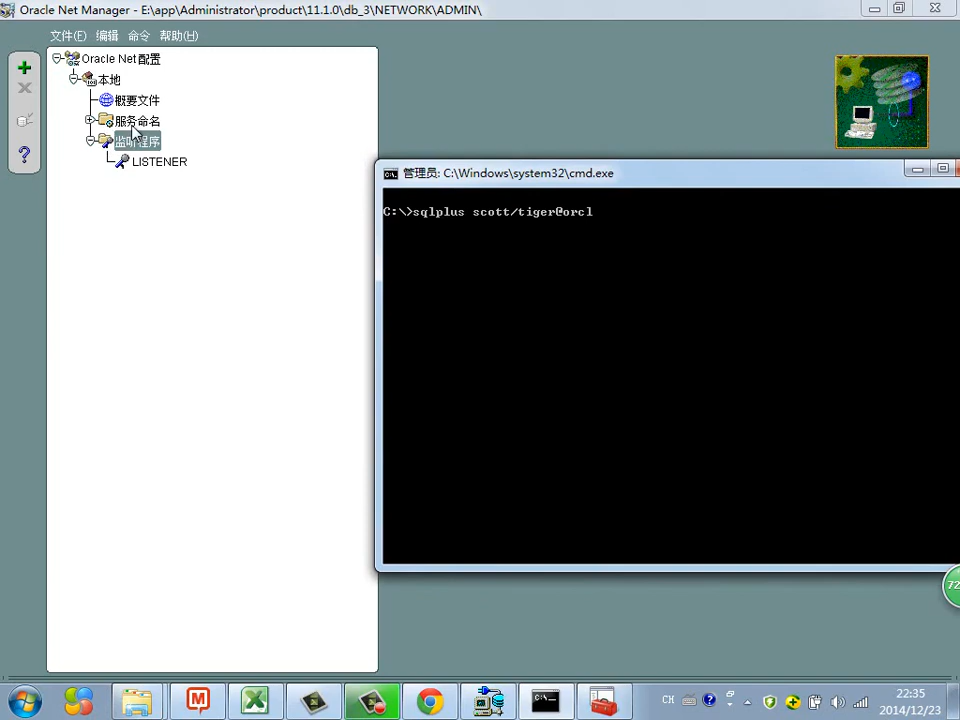 Oracle Net Manager - E:\app\Administrator\product\11.1.0\db_3\NETWORK\ADMIN\
文件(F) 编辑 命令 帮助(H)
Oracle Net 配置
本地
概要文件
服务命名
监听程序
LISTENER
管理员: C:\Windows\system32\cmd.exe
C:\>sqlplus scott/tiger@orcl
72
CH
22:35
2014/12/23